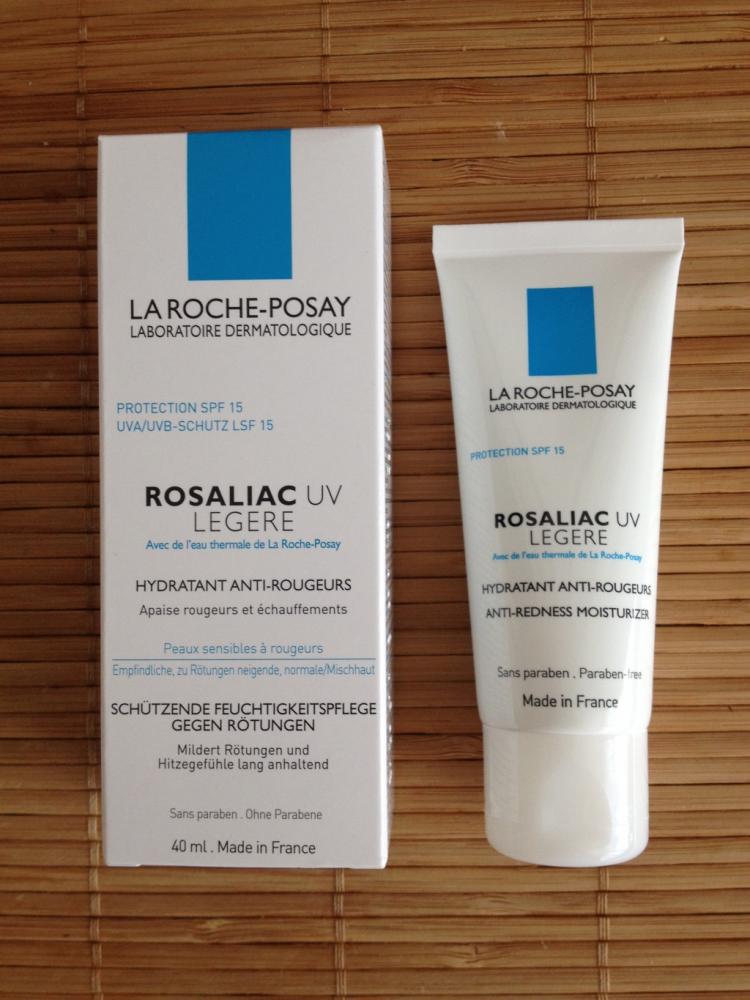 LA ROCHE-POSAY
LABORATOIRE DERMATOLOGIQUE
PROTECTION SPF 15
UVA/UVB-SCHUTZ LSF 15
ROSALIAC UV
LEGERE
Avec de l'eau thermale de La Roche-Posay
HYDRATANT ANTI-ROUGEURS
Apaise rougeurs et échauffements
Peaux sensibles à rougeurs
Empfindliche, zu Rötungen neigende, normale/Mischhaut
SCHÜTZENDE FEUCHTIGKEITSPFLEGE
GEGEN RÖTUNGEN
Mildert Rötungen und
Hitzegefühle lang anhaltend
Sans paraben . Ohne Parabene
40 ml . Made in France
LA ROCHE-POSAY
LABORATOIRE DERMATOLOGIQUE
PROTECTION SPF 15
ROSALIAC UV
LEGERE
Avec de l'eau thermale de La Roche-Posay
HYDRATANT ANTI-ROUGEURS
ANTI-REDNESS MOISTURIZER
Sans paraben . Paraben-free
Made in France